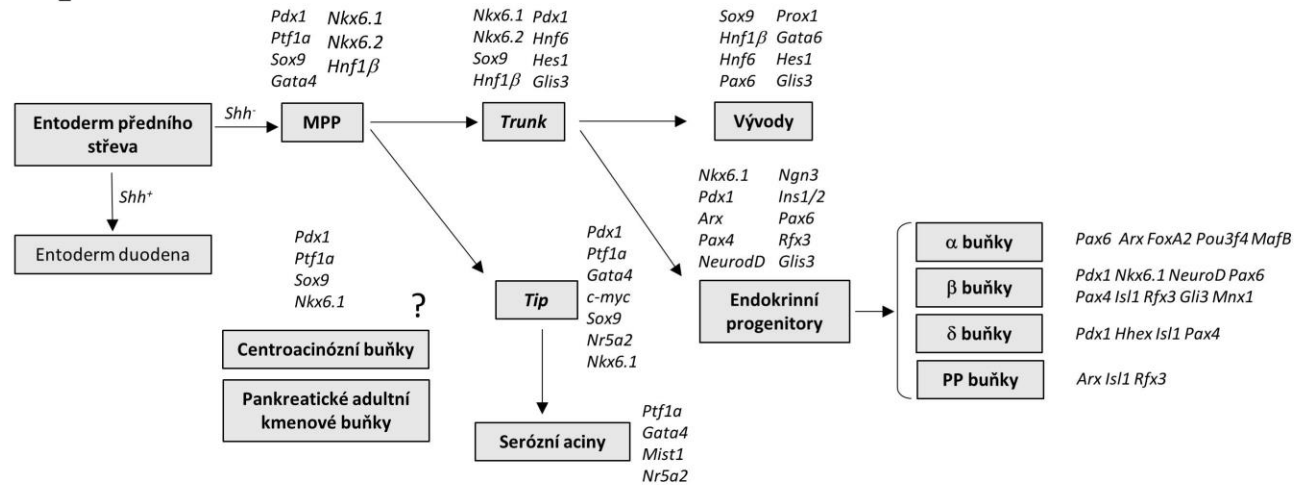 Pdx1 Nkx6.1
Ptf1a Nkx6.2
Sox9 Hnf1β
Gata4
Nkx6.1 Pdx1
Nkx6.2 Hnf6
Sox9 Hes1
Hnf1β Glis3
Sox9 Prox1
Hnf1β Gata6
Hnf6 Hes1
Pax6 Glis3
Entoderm předního
střeva
Shh-
MPP
Trunk
Vývody
Shh+
Entoderm duodena
Pdx1
Ptf1a
Sox9
Nkx6.1
?
Centroacinózní buňky
Pankreatické adultní
kmenové buňky
Tip
Pdx1
Ptf1a
Gata4
c-myc
Sox9
Nr5a2
Nkx6.1
Serózní aciny
Ptf1a
Gata4
Mist1
Nr5a2
Nkx6.1 Ngn3
Pdx1 Ins1/2
Arx Pax6
Pax4 Rfx3
NeurodD Glis3
Endokrinní
progenitory
α buňky
Pax6 Arx FoxA2 Pou3f4 MafB
β buňky
Pdx1 Nkx6.1 NeuroD Pax6
Pax4 Isl1 Rfx3 Gli3 Mnx1
δ buňky
Pdx1 Hhex Isl1 Pax4
PP buňky
Arx Isl1 Rfx3